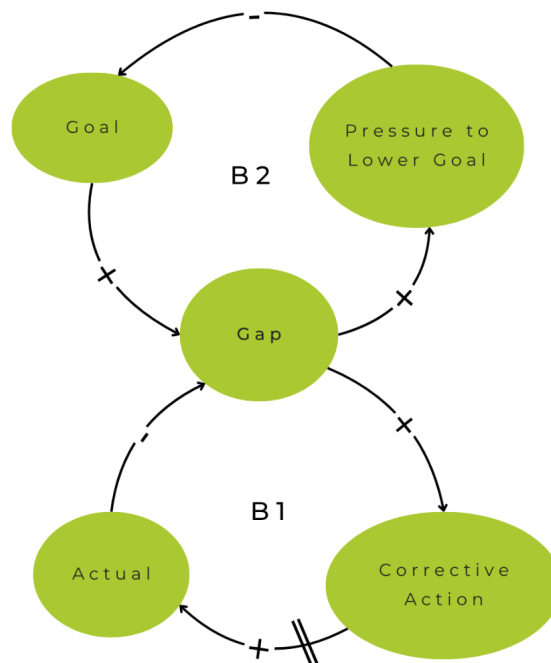 -
Goal
Pressure to
Lower Goal
B2
+
+
Gap
-
+
B1
Actual
Corrective
Action
+